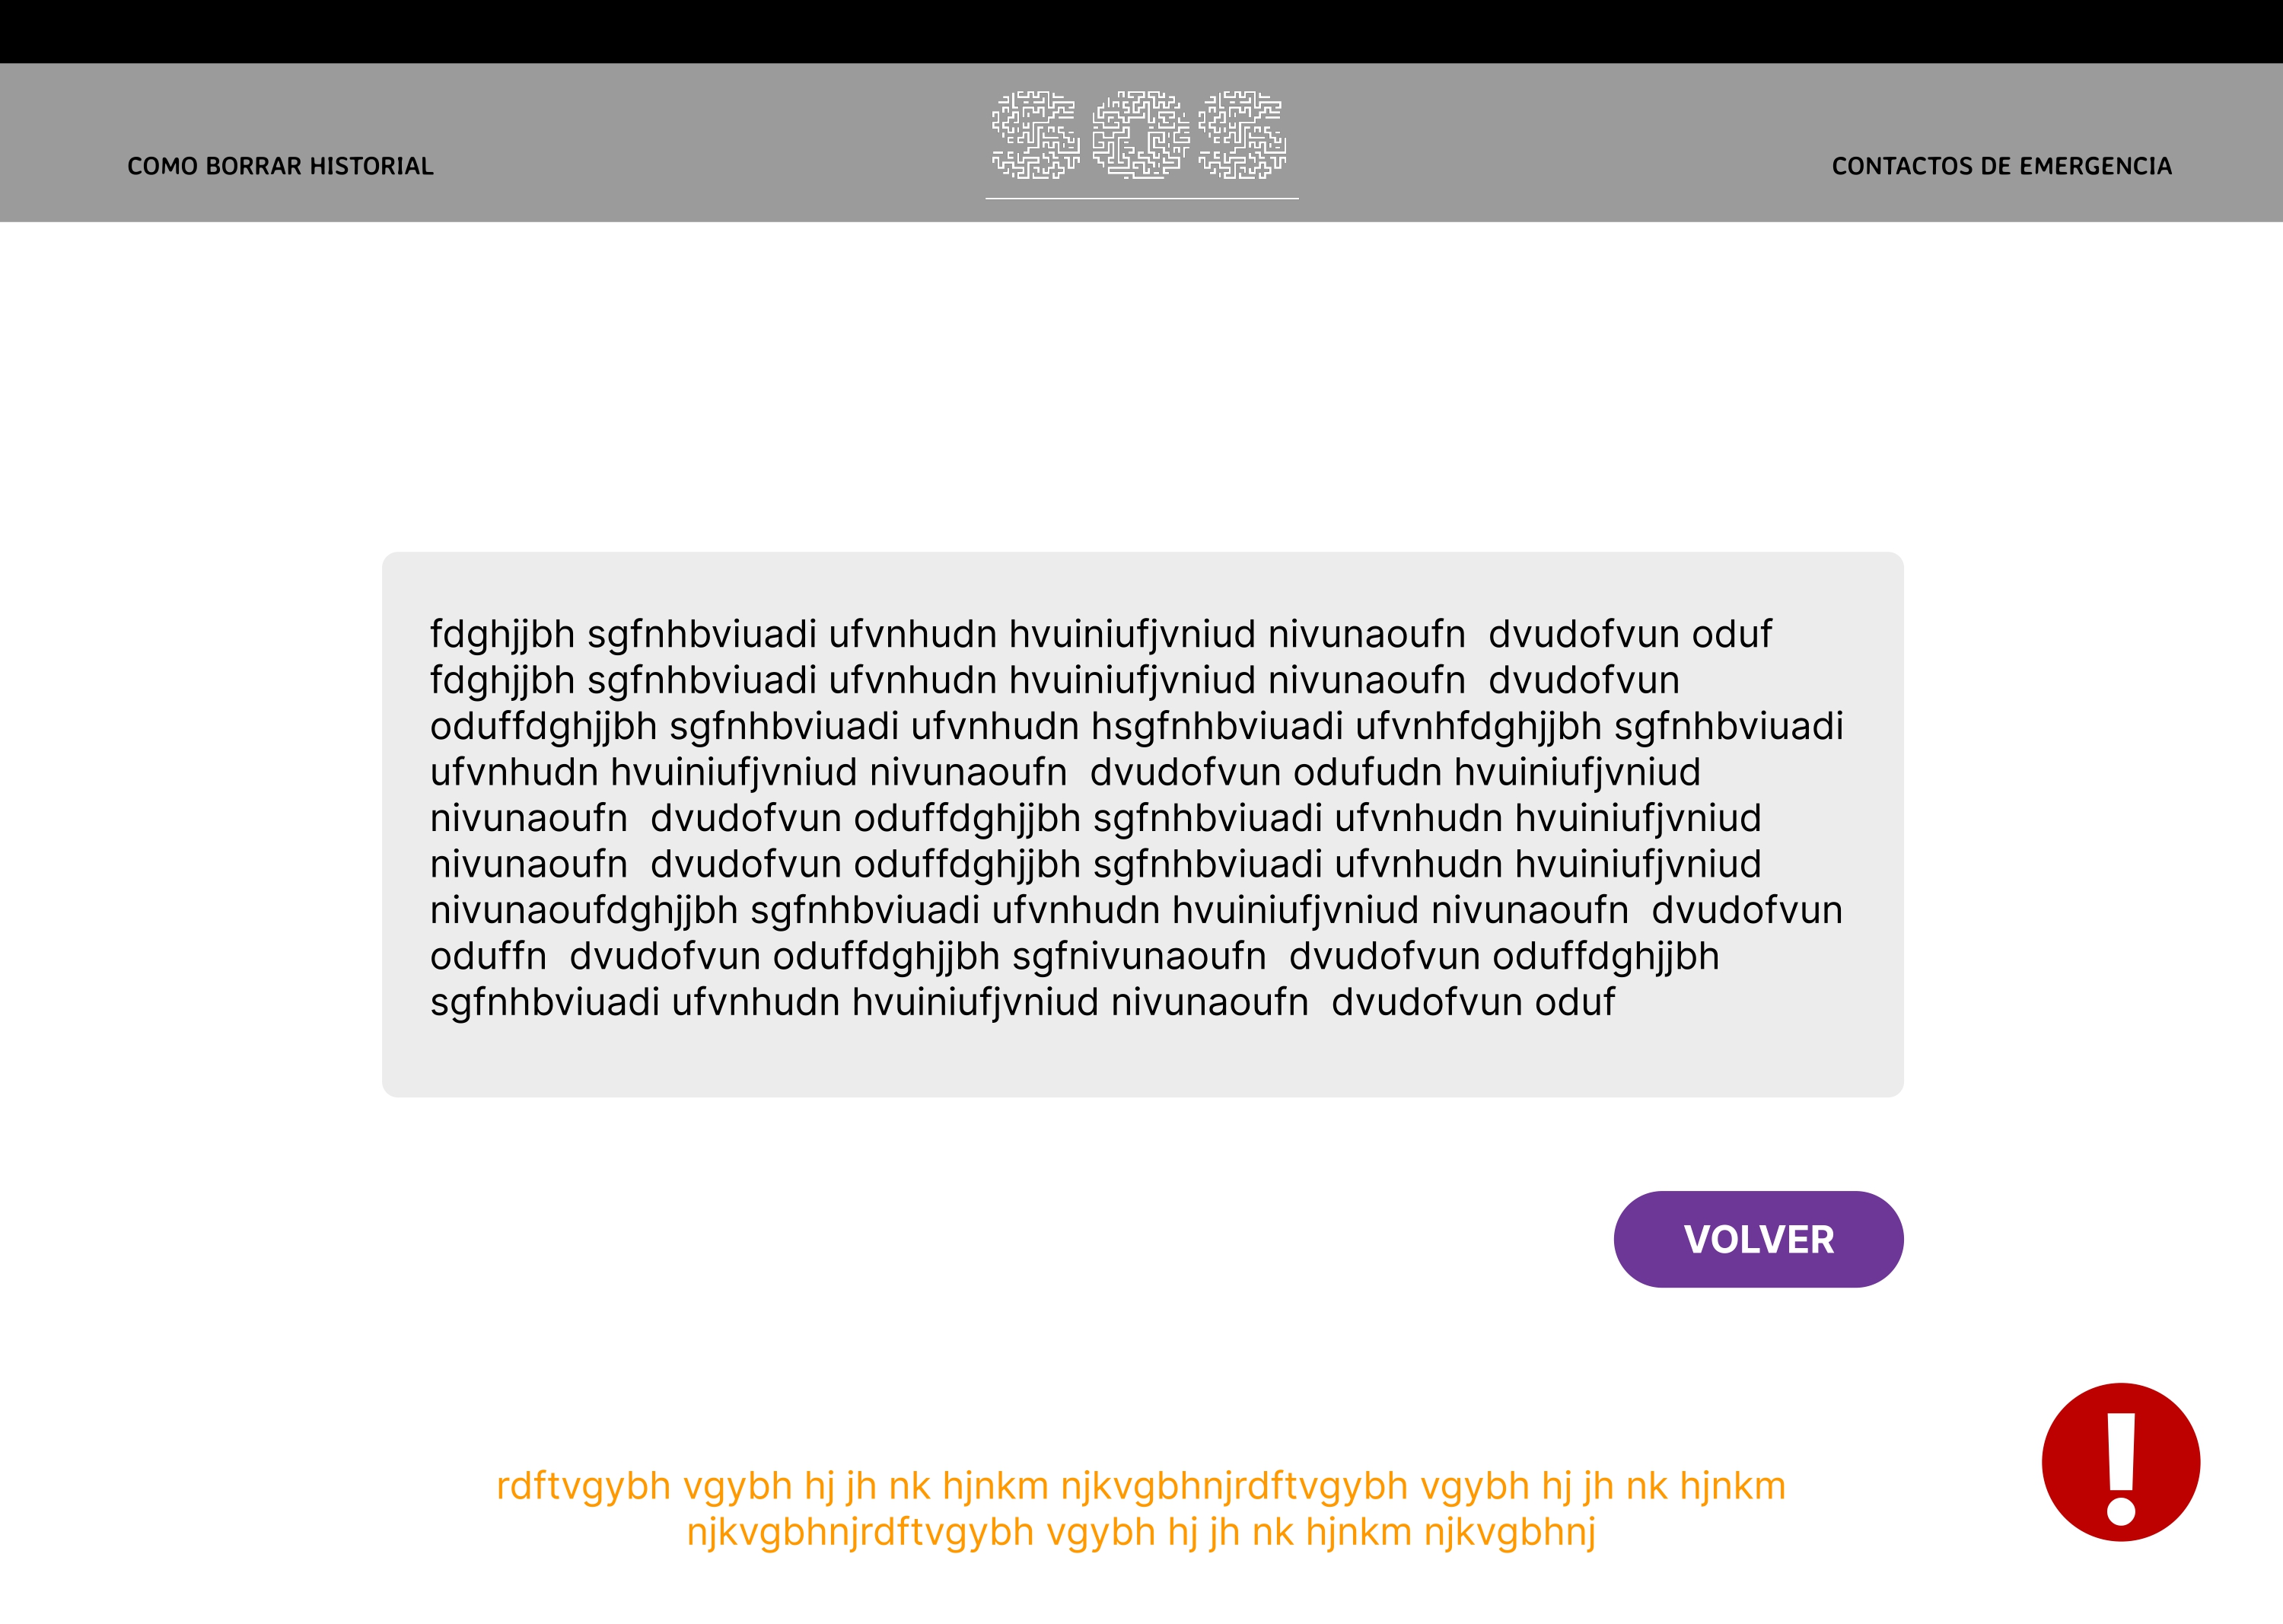 COMO BORRAR HISTORIAL
SOS
CONTACTOS DE EMERGENCIA
fdghjjbh sgfnhbviuadi ufvnhudn hvuiniufjvniud nivunaoufn  dvudofvun oduf
fdghjjbh sgfnhbviuadi ufvnhudn hvuiniufjvniud nivunaoufn  dvudofvun
oduffdghjjbh sgfnhbviuadi ufvnhudn hsgfnhbviuadi ufvnhfdghjjbh sgfnhbviuadi
ufvnhudn hvuiniufjvniud nivunaoufn  dvudofvun odufudn hvuiniufjvniud
nivunaoufn  dvudofvun oduffdghjjbh sgfnhbviuadi ufvnhudn hvuiniufjvniud
nivunaoufn  dvudofvun oduffdghjjbh sgfnhbviuadi ufvnhudn hvuiniufjvniud
nivunaoufdghjjbh sgfnhbviuadi ufvnhudn hvuiniufjvniud nivunaoufn  dvudofvun
oduffn  dvudofvun oduffdghjjbh sgfnivunaoufn  dvudofvun oduffdghjjbh
sgfnhbviuadi ufvnhudn hvuiniufjvniud nivunaoufn  dvudofvun oduf
VOLVER
!
rdftvgybh vgybh hj jh nk hjnkm njkvgbhnjrdftvgybh vgybh hj jh nk hjnkm
njkvgbhnjrdftvgybh vgybh hj jh nk hjnkm njkvgbhnj